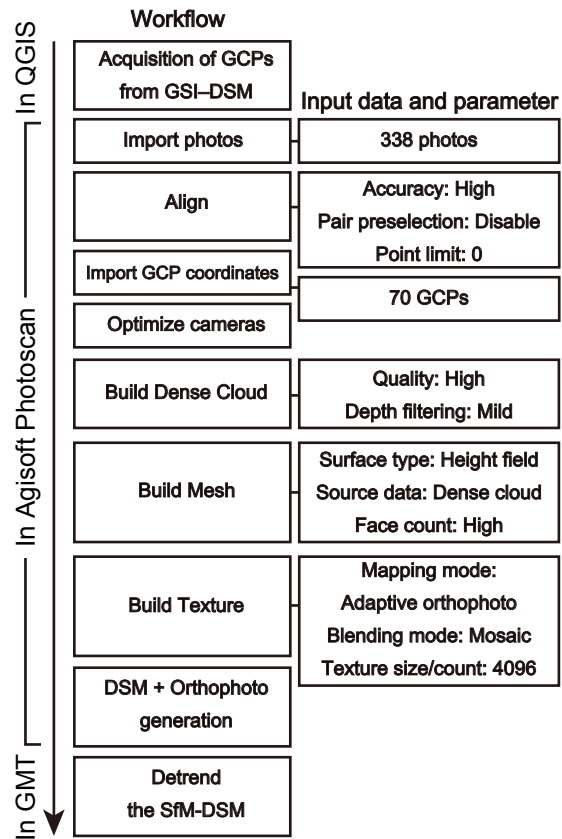 Workflow
In QGIS
Acquisition of GCPs
from GSI–DSM
Input data and parameter
In Agisoft Photoscan
Import photos
338 photos
Align
Accuracy: High
Pair preselection: Disable
Point limit: 0
Import GCP coordinates
70 GCPs
Optimize cameras
Build Dense Cloud
Quality: High
Depth filtering: Mild
Build Mesh
Surface type: Height field
Source data: Dense cloud
Face count: High
Build Texture
Mapping mode:
Adaptive orthophoto
Blending mode: Mosaic
Texture size/count: 4096
DSM + Orthophoto
generation
In GMT
Detrend
the SfM-DSM